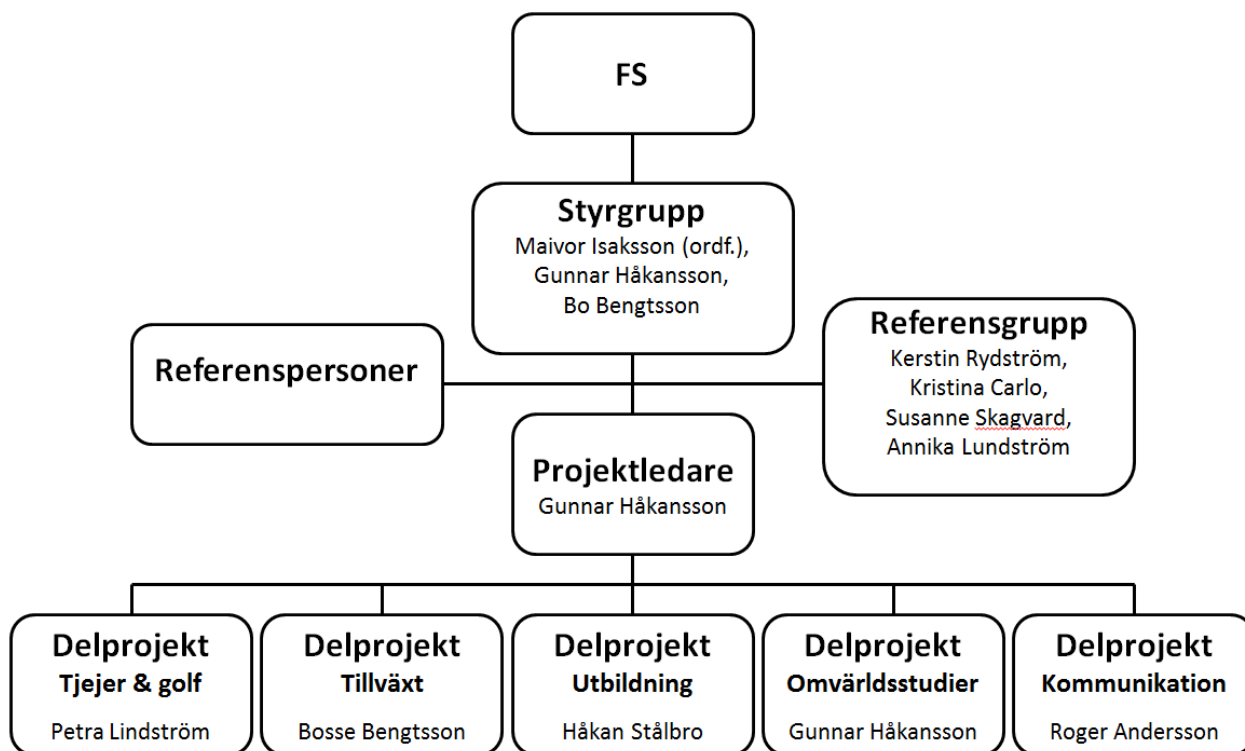 FS
Styrgrupp
Maivor Isaksson (ordf.),
Gunnar Håkansson,
Bo Bengtsson
Referenspersoner
Referensgrupp
Kerstin Rydström,
Kristina Carlo,
Susanne Skagvard,
Annika Lundström
Projektledare
Gunnar Håkansson
Delprojekt
Tjejer & golf
Petra Lindström
Delprojekt
Tillväxt
Bosse Bengtsson
Delprojekt
Utbildning
Håkan Stålbro
Delprojekt
Omvärldsstudier
Gunnar Håkansson
Delprojekt
Kommunikation
Roger Andersson